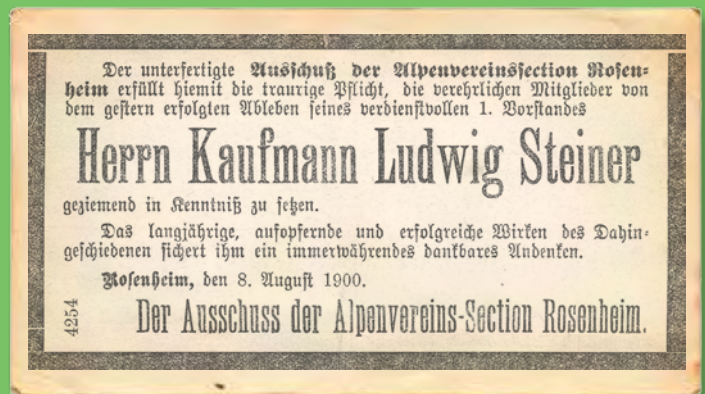 Der unterfertigte Ausschuß der Alpenvereinssection Rosen-
heim erfüllt hiemit die traurige Pflicht, die verehrlichen Mitglieder von
dem gestern erfolgten Ableben seines verdienstvollen 1. Vorstandes
Herrn Kaufmann Ludwig Steiner
geziemend in Kenntniß zu setzen.
Das langjährige, aufopfernde und erfolgreiche Wirken des Dahin-
geschiedenen sichert ihm ein immerwährendes dankbares Andenken.
Rosenheim, den 8. August 1900.
4254
Der Ausschuss der Alpenvereins-Section Rosenheim.